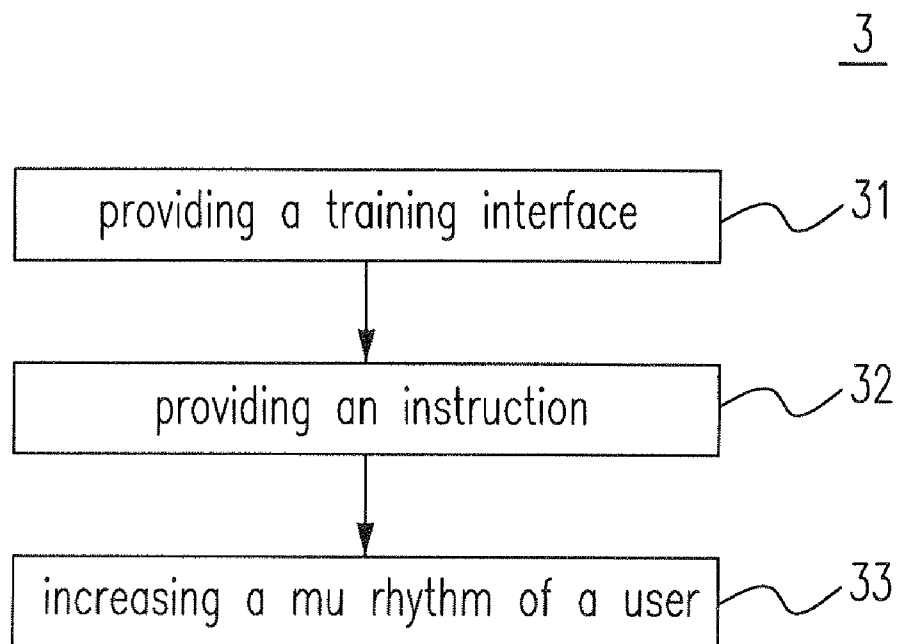 3
providing a training interface
31
providing an instruction
32
increasing a mu rhythm of a user
33